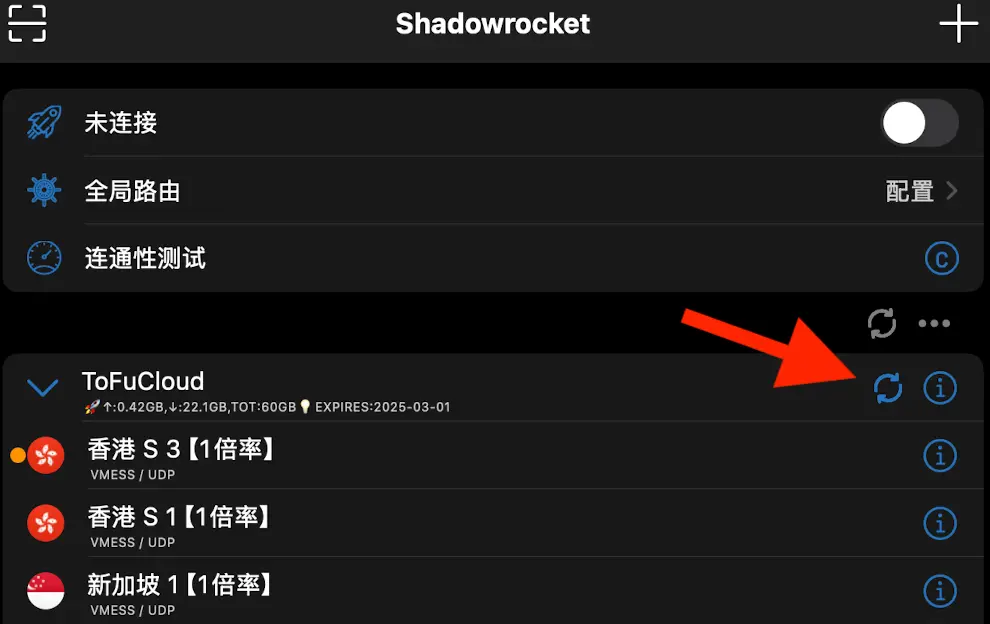 Shadowrocket
未连接
全局路由 配置
连通性测试 C
ToFuCloud
🚀↑:0.42GB,↓:22.1GB,TOT:60GB💡EXPIRES:2025-03-01
香港 S 3【1倍率】
VMESS / UDP
香港 S 1【1倍率】
VMESS / UDP
新加坡 1【1倍率】
VMESS / UDP